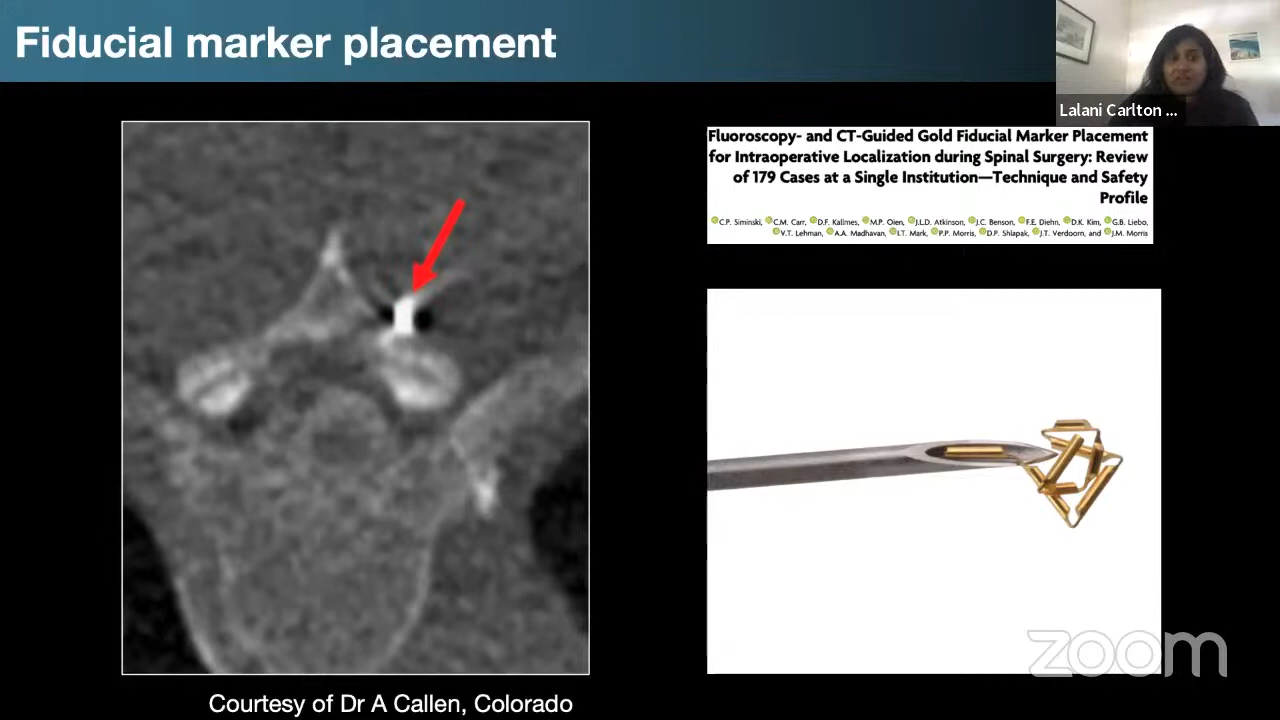 Fiducial marker placement
Lalani Carlton ...
Fluoroscopy- and CT-Guided Gold Fiducial Marker Placement
for Intraoperative Localization during Spinal Surgery: Review
of 179 Cases at a Single Institution—Technique and Safety
Profile
C.P. Siminski, C.M. Carr, D.F. Kallmes, M.P. Oien, J.L.D. Atkinson, J.C. Benson, F.E. Diehn, D.K. Kim, G.B. Liebo,
V.T. Lehman, A.A. Madhavan, I.T. Mark, P.P. Morris, D.P. Shlapak, J.T. Verdoorn, and J.M. Morris
zoom
Courtesy of Dr A Callen, Colorado